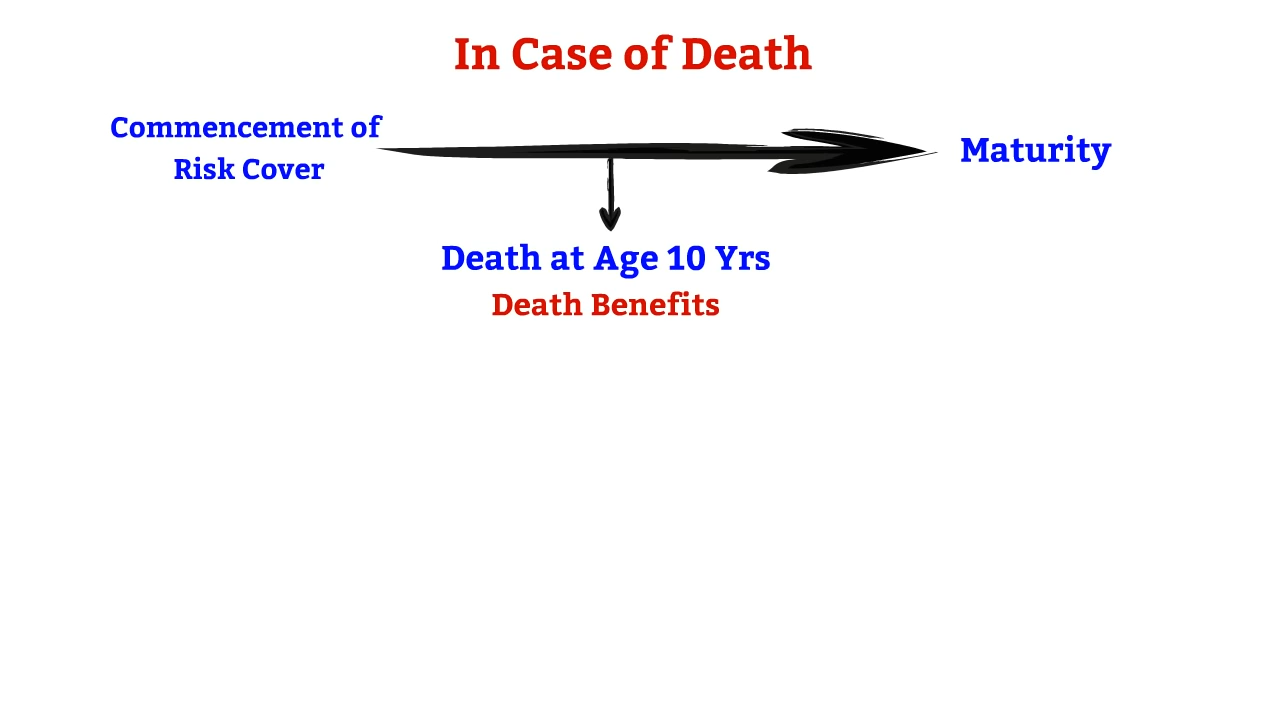 In Case of Death
Commencement of
Risk Cover
Maturity
Death at Age 10 Yrs
Death Benefits